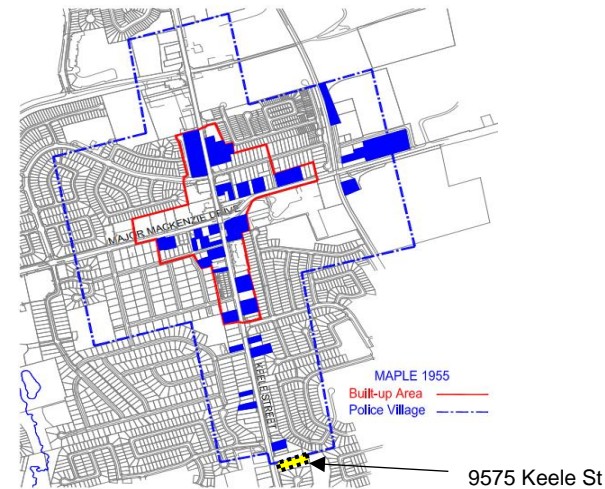 MAJOR MACKENZIE DRIVE
KEELE STREET
MAPLE 1955
Built-up Area
Police Village
9575 Keele St